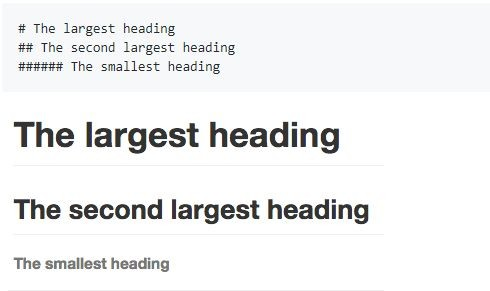 # The largest heading
## The second largest heading
###### The smallest heading
The largest heading
The second largest heading
The smallest heading